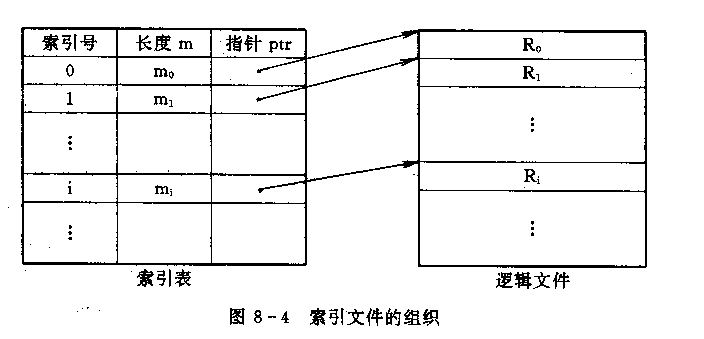 索引号 长度 m 指针 ptr
0 m₀
1 m₁
⋮
i mᵢ
⋮
索引表
R₀
R₁
⋮
Rᵢ
⋮
逻辑文件
图 8-4 索引文件的组织